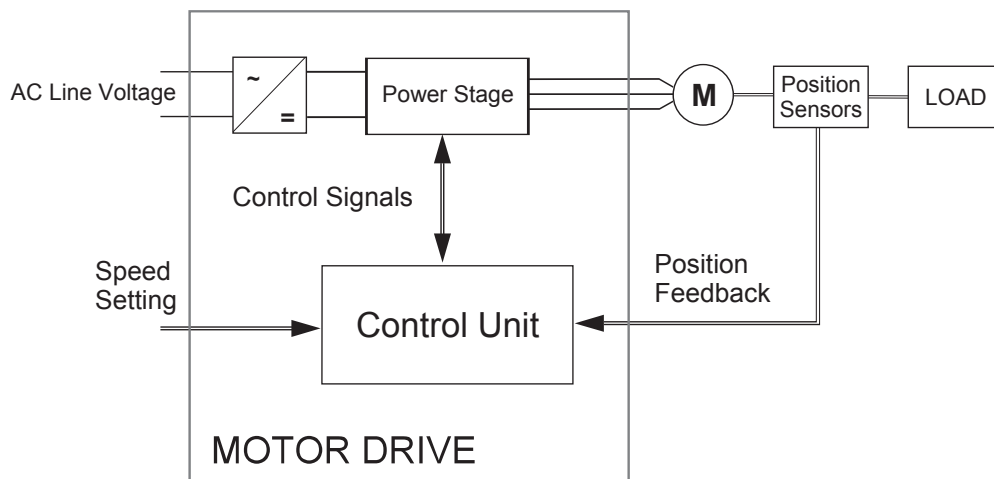 AC Line Voltage
~
=
Power Stage
M
Position
Sensors
LOAD
Control Signals
Speed
Setting
Position
Feedback
Control Unit
MOTOR DRIVE